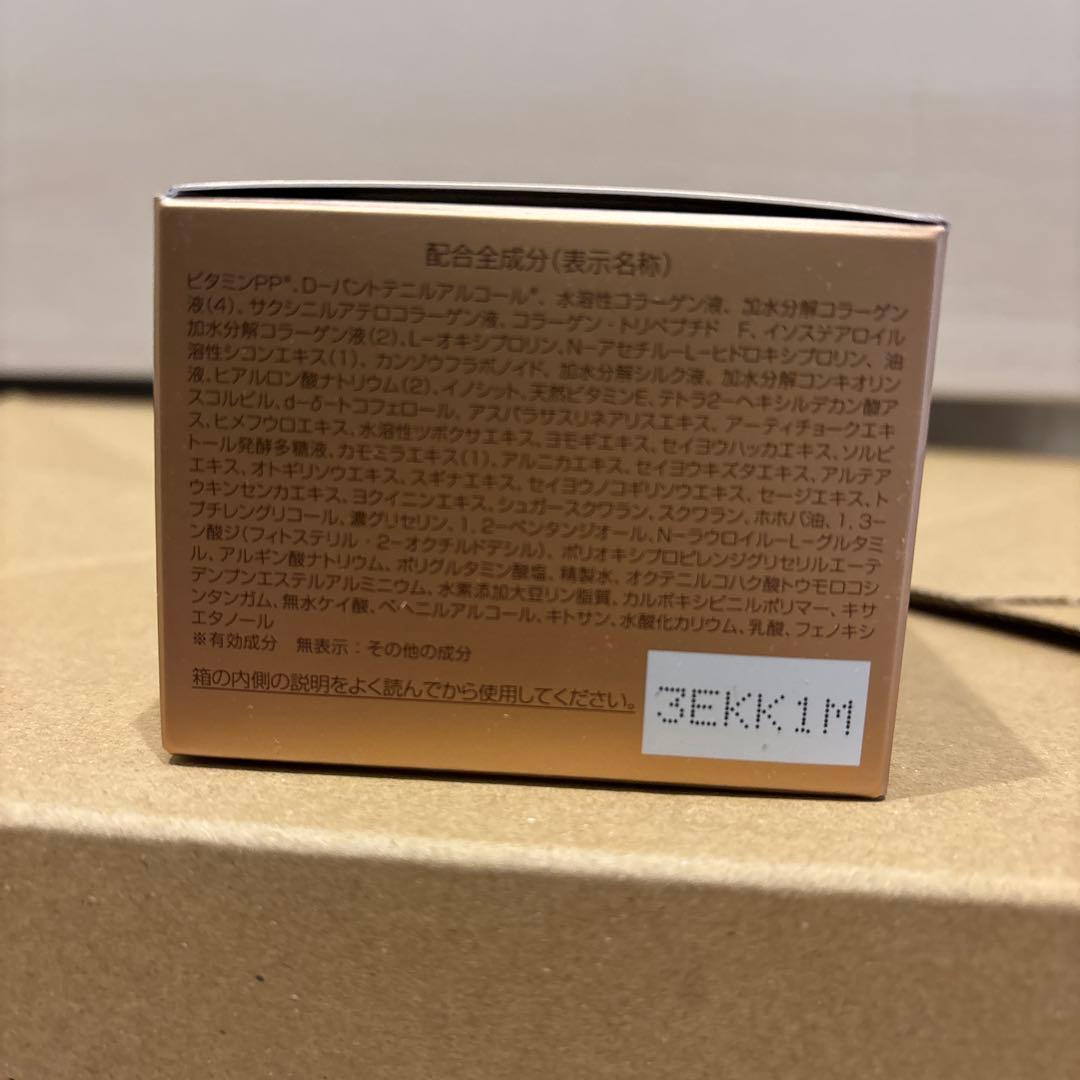 配合全成分(表示名称)
ビタミンPP*、D-パントテニルアルコール*、水溶性コラーゲン液、加水分解コラーゲン
液(4)、サクシニルアテロコラーゲン液、コラーゲン・トリペプチド F、イソステアロイル
加水分解コラーゲン液(2)、L-オキシプロリン、N-アセチル-L-ヒドロキシプロリン、油
溶性シコンエキス(1)、カンゾウフラボノイド、加水分解シルク液、加水分解コンキオリン
液、ヒアルロン酸ナトリウム(2)、イノシット、天然ビタミンE、テトラ2-ヘキシルデカン酸ア
スコルビル、d-δ-トコフェロール、アスパラサスリネアリスエキス、アーティチョークエキ
ス、ヒメフウロエキス、水溶性ツボクサエキス、ヨモギエキス、セイヨウハッカエキス、ソルビ
トール発酵多糖液、カモミラエキス(1)、アルニカエキス、セイヨウキズタエキス、アルテア
エキス、オトギリソウエキス、スギナエキス、セイヨウノコギリソウエキス、セージエキス、ト
ウキンセンカエキス、ヨクイニンエキス、シュガースクワラン、スクワラン、ホホバ油、1,3-
ブチレングリコール、濃グリセリン、1,2-ペンタンジオール、N-ラウロイル-L-グルタミ
ン酸ジ(フィトステリル・2-オクチルドデシル)、ポリオキシプロピレンジグリセリルエーテ
ル、アルギン酸ナトリウム、ポリグルタミン酸塩、精製水、オクテニルコハク酸トウモロコシ
デンプンエステルアルミニウム、水素添加大豆リン脂質、カルボキシビニルポリマー、キサ
ンタンガム、無水ケイ酸、ベヘニルアルコール、キトサン、水酸化カリウム、乳酸、フェノキシ
エタノール
※有効成分 無表示:その他の成分
箱の内側の説明をよく読んでから使用してください。
3EKK1M